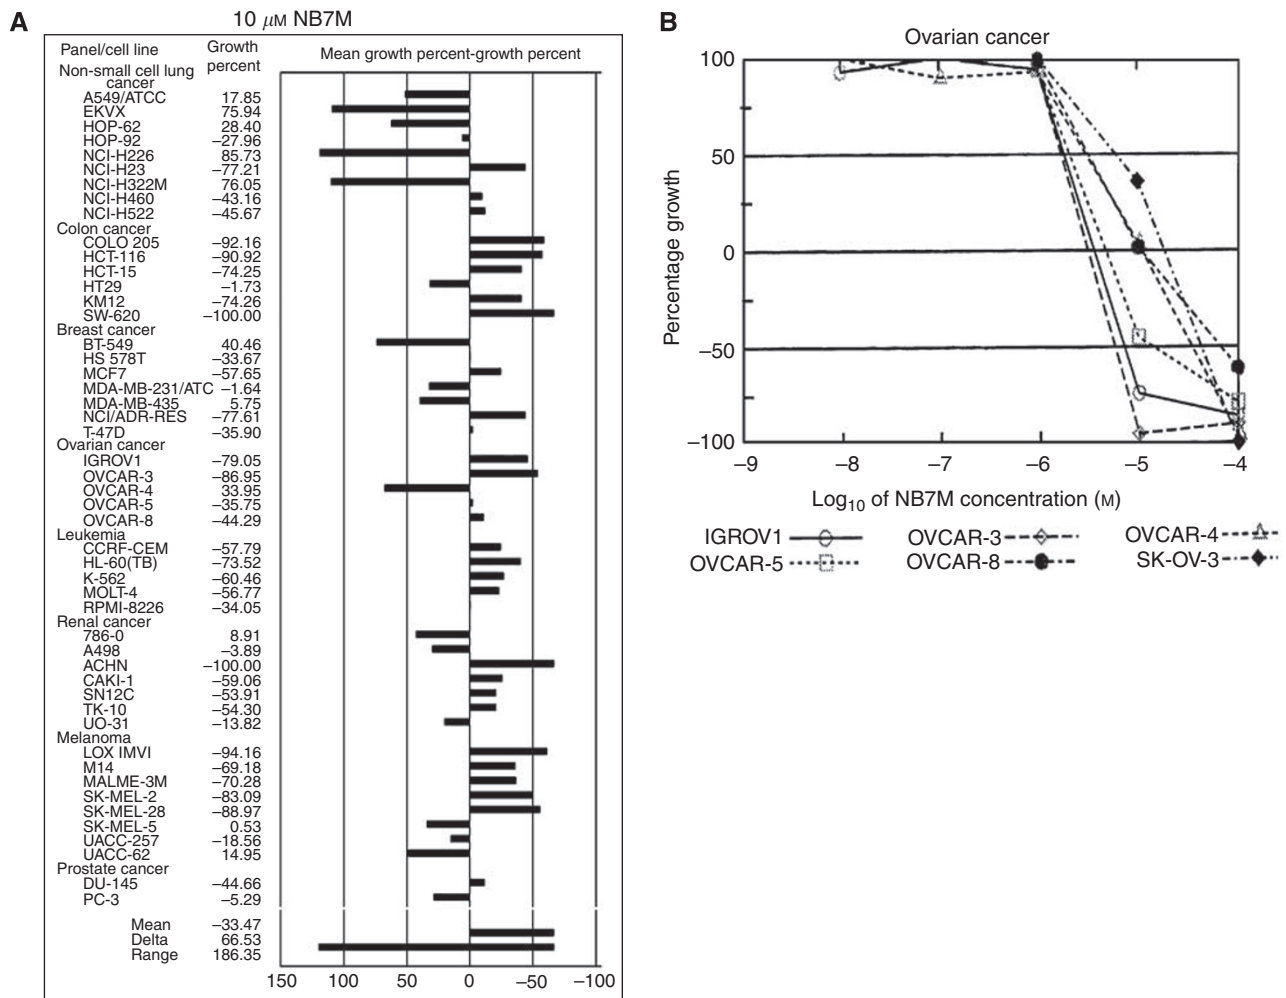 A
10 μM NB7M
Panel/cell line Growth percent Mean growth percent-growth percent
Non-small cell lung cancer
A549/ATCC 17.85
EKVX 75.94
HOP-62 28.40
HOP-92 –27.96
NCI-H226 85.73
NCI-H23 –77.21
NCI-H322M 76.05
NCI-H460 –43.16
NCI-H522 –45.67
Colon cancer
COLO 205 –92.16
HCT-116 –90.92
HCT-15 –74.25
HT29 –1.73
KM12 –74.26
SW-620 –100.00
Breast cancer
BT-549 40.46
HS 578T –33.67
MCF7 –57.65
MDA-MB-231/ATC –1.64
MDA-MB-435 5.75
NCI/ADR-RES –77.61
T-47D –35.90
Ovarian cancer
IGROV1 –79.05
OVCAR-3 –86.95
OVCAR-4 33.95
OVCAR-5 –35.75
OVCAR-8 –44.29
Leukemia
CCRF-CEM –57.79
HL-60(TB) –73.52
K-562 –60.46
MOLT-4 –56.77
RPMI-8226 –34.05
Renal cancer
786-0 8.91
A498 –3.89
ACHN –100.00
CAKI-1 –59.06
SN12C –53.91
TK-10 –54.30
UO-31 –13.82
Melanoma
LOX IMVI –94.16
M14 –69.18
MALME-3M –70.28
SK-MEL-2 –83.09
SK-MEL-28 –88.97
SK-MEL-5 0.53
UACC-257 –18.56
UACC-62 14.95
Prostate cancer
DU-145 –44.66
PC-3 –5.29
Mean –33.47
Delta 66.53
Range 186.35
150 100 50 0 –50 –100
B
Ovarian cancer
Percentage growth
100
50
0
–50
–100
–9 –8 –7 –6 –5 –4
Log10 of NB7M concentration (M)
IGROV1 OVCAR-3 OVCAR-4
OVCAR-5 OVCAR-8 SK-OV-3